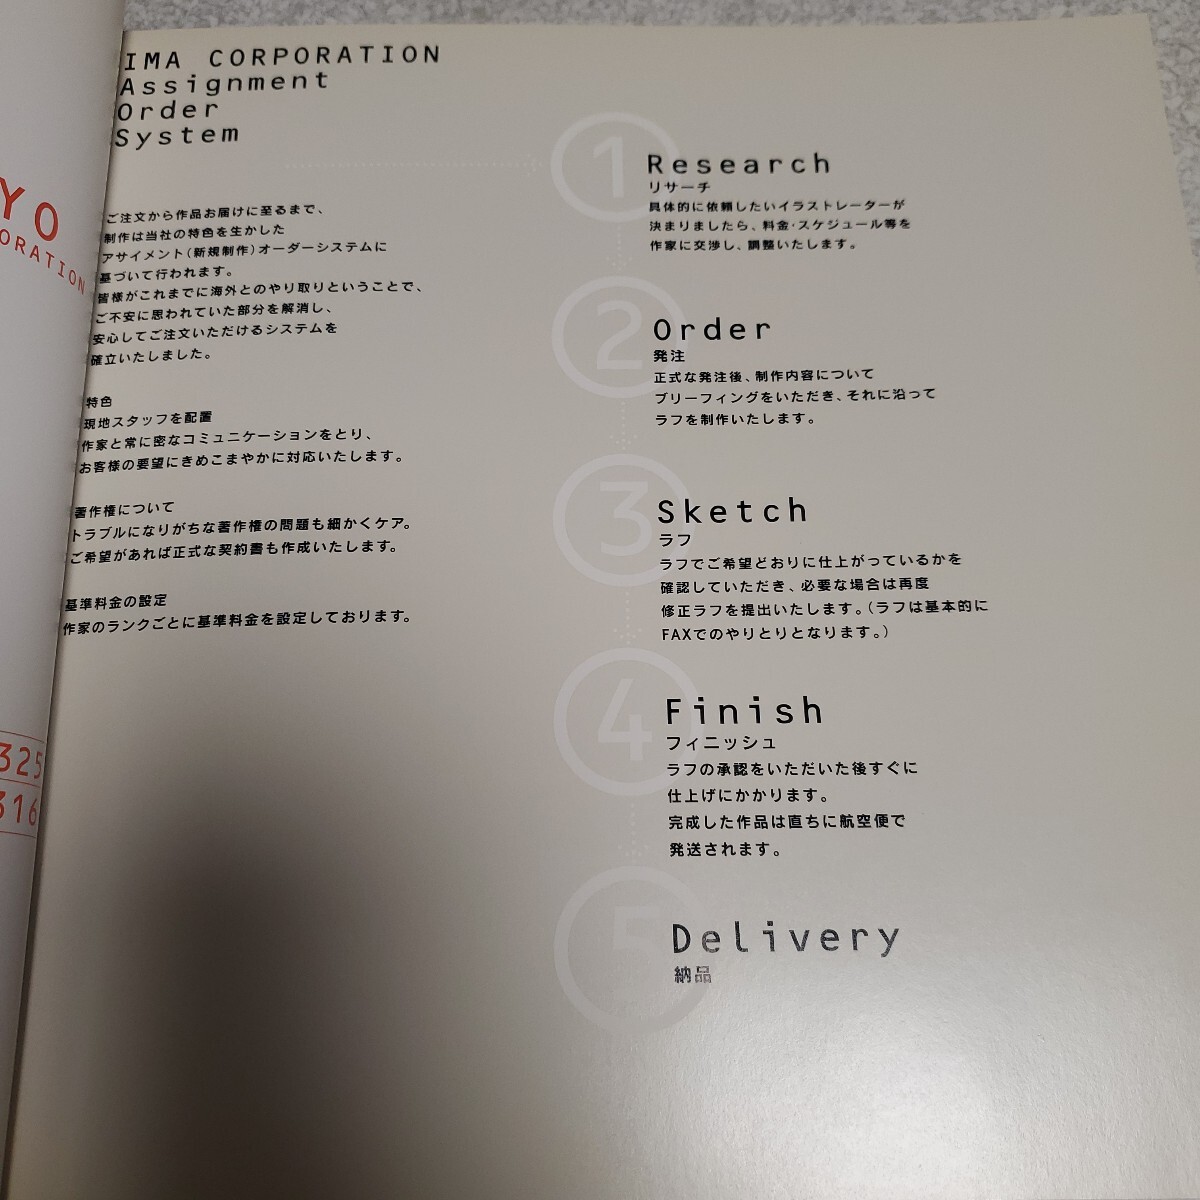 YO
ORATION
325
316
IMA CORPORATION
Assignment
Order
System
ご注文から作品お届けに至るまで、
制作は当社の特色を生かした
アサイメント(新規制作)オーダーシステムに
基づいて行われます。
皆様がこれまでに海外とのやり取りということで、
ご不安に思われていた部分を解消し、
安心してご注文いただけるシステムを
確立いたしました。
特色
現地スタッフを配置
作家と常に密なコミュニケーションをとり、
お客様の要望にきめこまやかに対応いたします。
著作権について
トラブルになりがちな著作権の問題も細かくケア。
ご希望があれば正式な契約書も作成いたします。
基準料金の設定
作家のランクごとに基準料金を設定しております。
1
Research
リサーチ
具体的に依頼したいイラストレーターが
決まりましたら、料金・スケジュール等を
作家に交渉し、調整いたします。
2
Order
発注
正式な発注後、制作内容について
ブリーフィングをいただき、それに沿って
ラフを制作いたします。
3
Sketch
ラフ
ラフでご希望どおりに仕上がっているかを
確認していただき、必要な場合は再度
修正ラフを提出いたします。(ラフは基本的に
FAXでのやりとりとなります。)
4
Finish
フィニッシュ
ラフの承認をいただいた後すぐに
仕上げにかかります。
完成した作品は直ちに航空便で
発送されます。
5
Delivery
納品